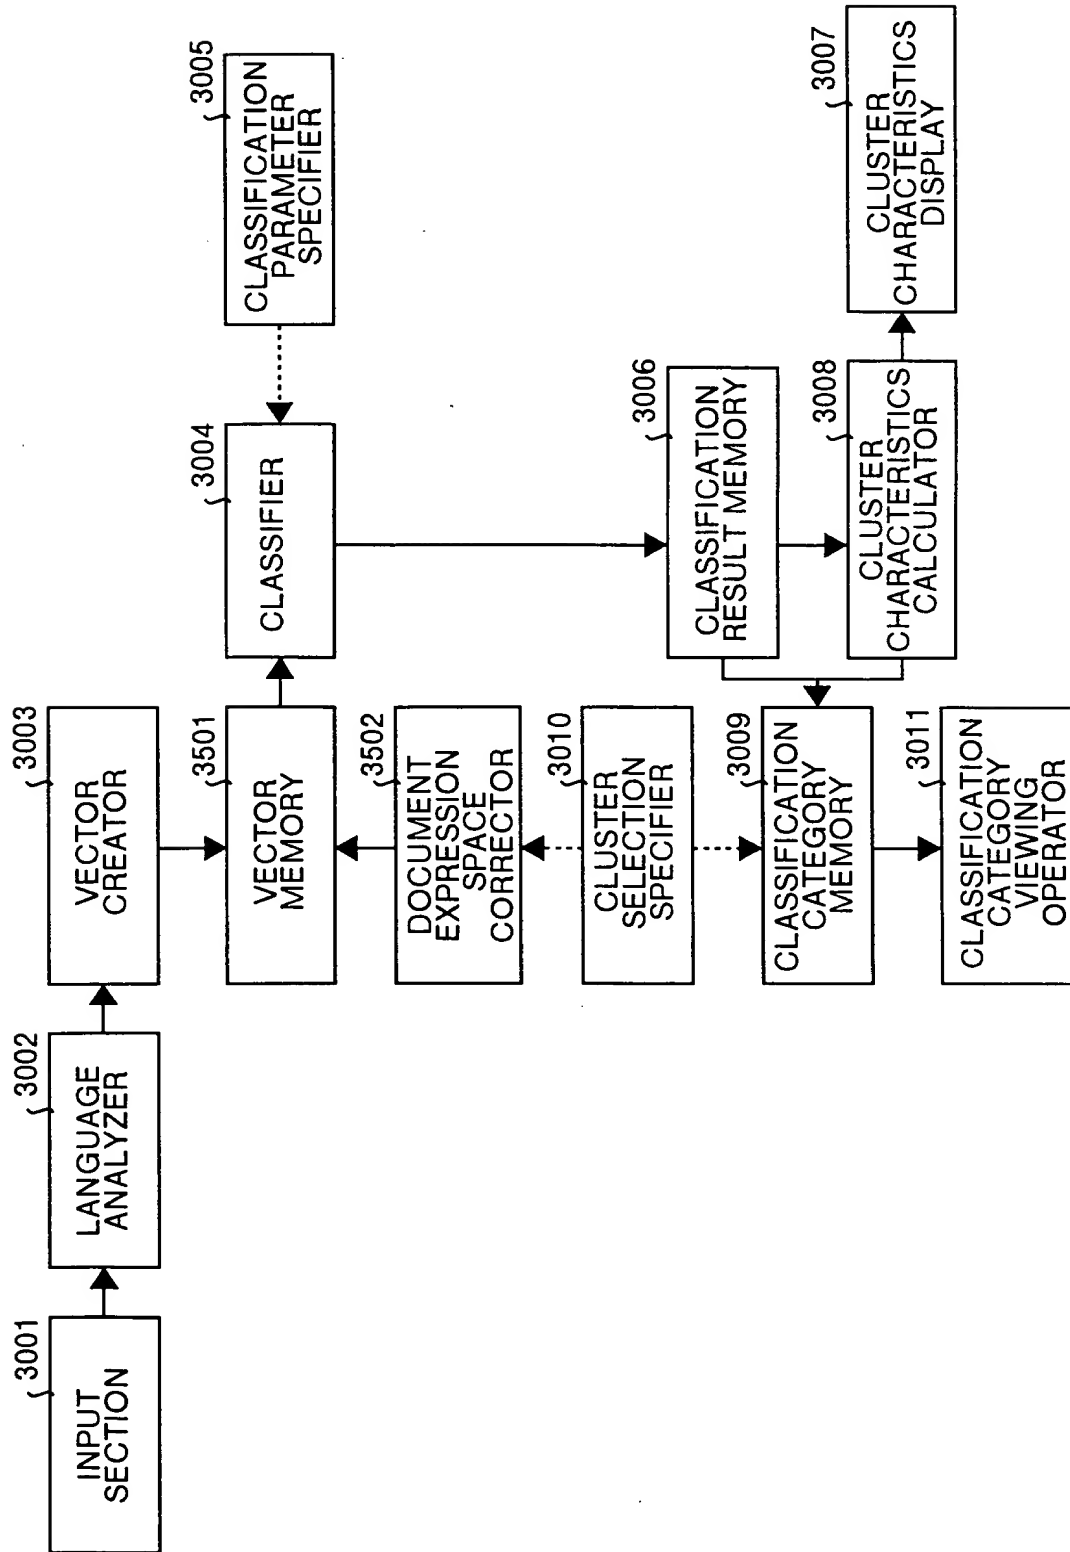 3001
INPUT
SECTION
3002
LANGUAGE
ANALYZER
3003
VECTOR
CREATOR
3501
VECTOR
MEMORY
3004
CLASSIFIER
3005
CLASSIFICATION
PARAMETER
SPECIFIER
3502
DOCUMENT
EXPRESSION
SPACE
CORRECTOR
3010
CLUSTER
SELECTION
SPECIFIER
3006
CLASSIFICATION
RESULT MEMORY
3009
CLASSIFICATION
CATEGORY
MEMORY
3008
CLUSTER
CHARACTERISTICS
CALCULATOR
3007
CLUSTER
CHARACTERISTICS
DISPLAY
3011
CLASSIFICATION
CATEGORY
VIEWING
OPERATOR